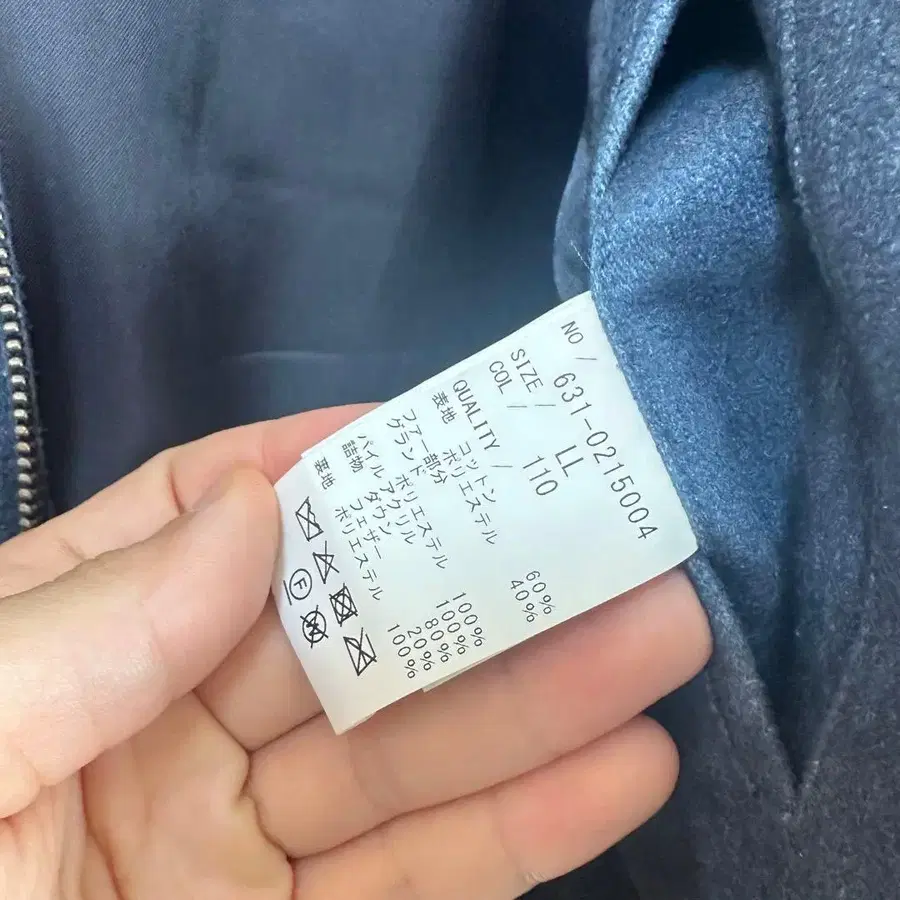 NO / 631-0215004
SIZE / LL
COL / 110
QUALITY /
表地 コットン 60%
ポリエステル 40%
ファー部分
グランド ポリエステル 100%
パイル アクリル 100%
詰物 ダウン 80%
フェザー 20%
裏地 ポリエステル 100%
F
W